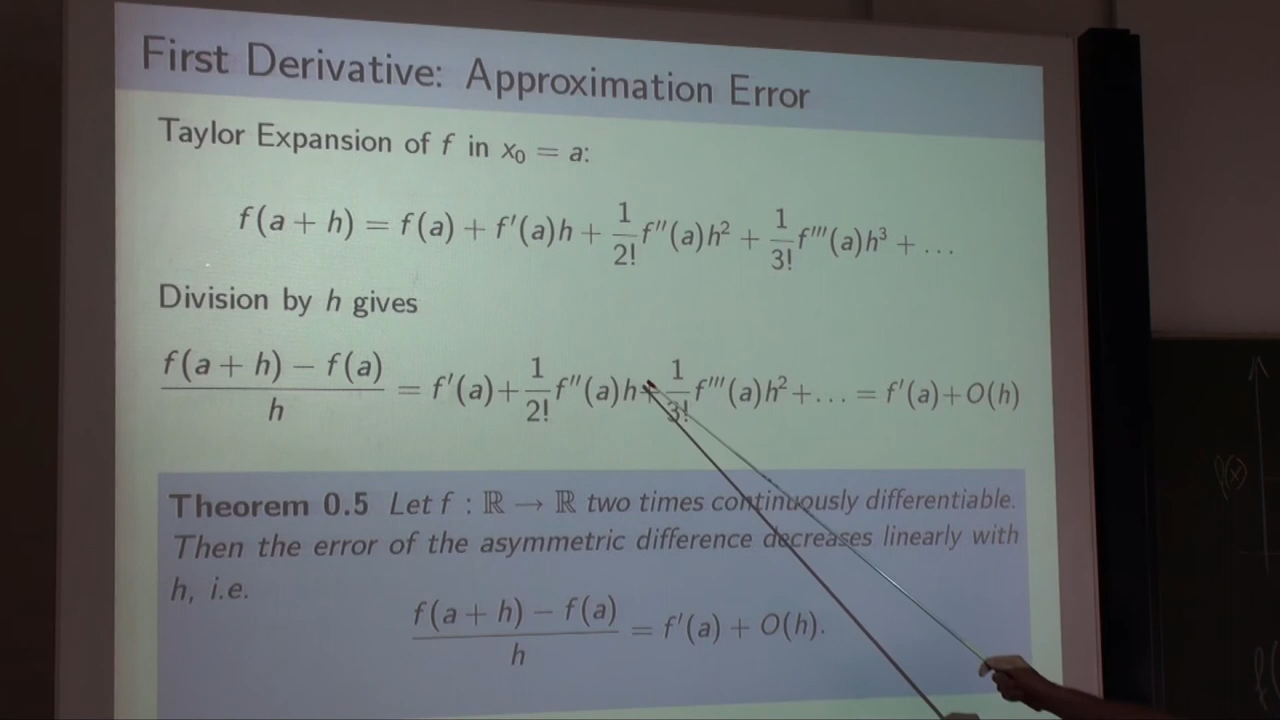 First Derivative: Approximation Error
Taylor Expansion of f in x₀ = a:
f(a + h) = f(a) + f′(a)h + 1/2! f″(a)h² + 1/3! f‴(a)h³ + …
Division by h gives
(f(a + h) − f(a))/h = f′(a) + 1/2! f″(a)h + 1/3! f‴(a)h² + … = f′(a) + O(h)
Theorem 0.5 Let f : ℝ → ℝ two times continuously differentiable.
Then the error of the asymmetric difference decreases linearly with
h, i.e.
(f(a + h) − f(a))/h = f′(a) + O(h).
f(x)